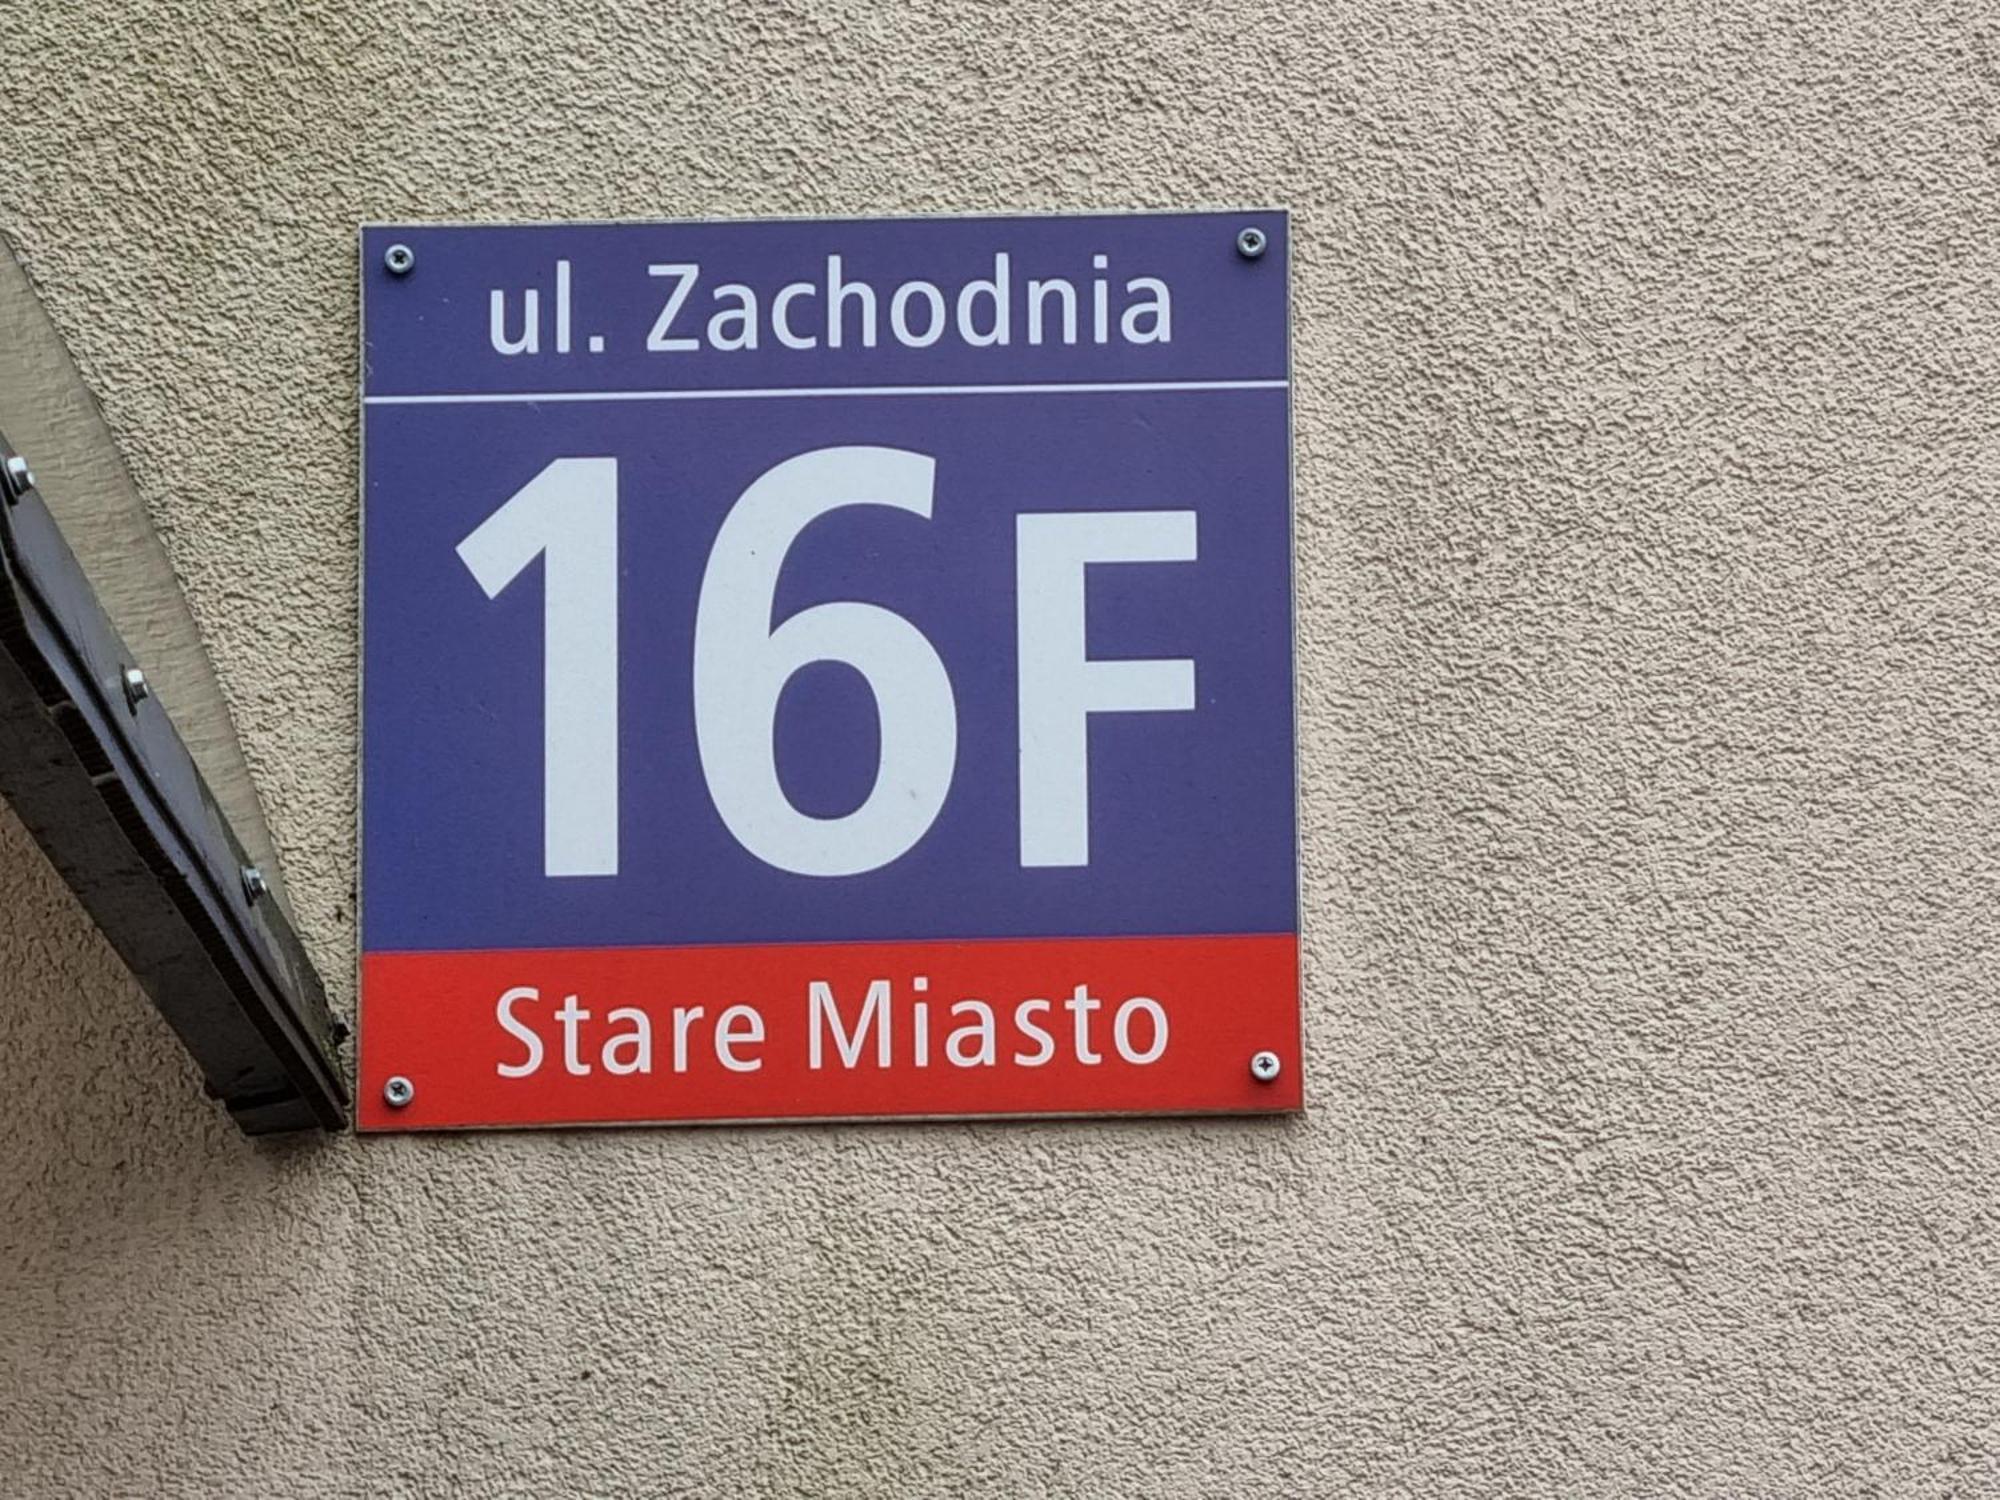 ul. Zachodnia
16F
Stare Miasto